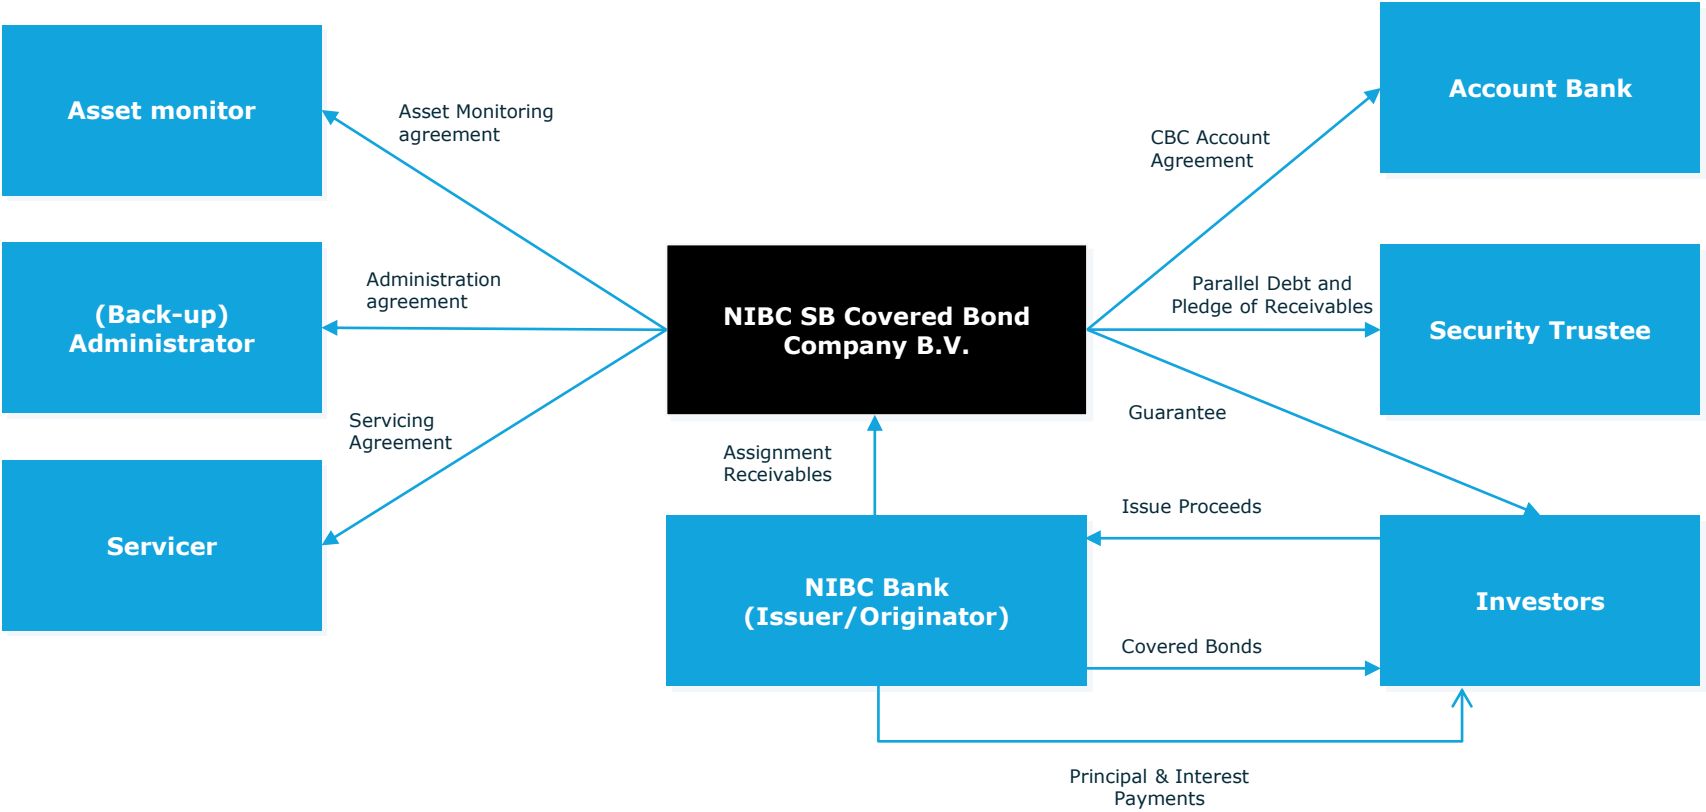 Account Bank
Asset monitor
Asset Monitoring
agreement
CBC Account
Agreement
(Back-up)
Administrator
Administration
agreement
NIBC SB Covered Bond
Company B.V.
Parallel Debt and
Pledge of Receivables
Security Trustee
Servicing
Agreement
Guarantee
Assignment
Receivables
Servicer
Issue Proceeds
NIBC Bank
(Issuer/Originator)
Investors
Covered Bonds
Principal & Interest
Payments